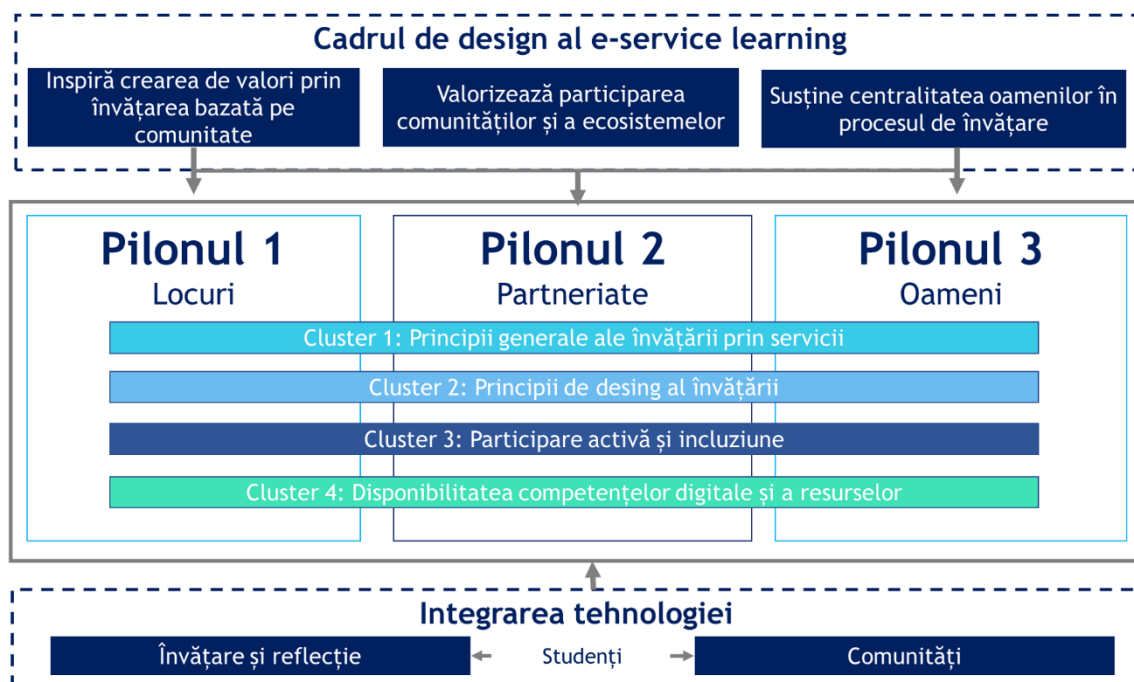 Cadrul de design al e-service learning
Inspiră crearea de valori prin
învățarea bazată pe
comunitate
Valorizează participarea
comunităților și a ecosistemelor
Susține centralitatea oamenilor în
procesul de învățare
Pilonul 1
Locuri
Pilonul 2
Partneriate
Pilonul 3
Oameni
Cluster 1: Principii generale ale învățării prin servicii
Cluster 2: Principii de desing al învățării
Cluster 3: Participare activă și incluziune
Cluster 4: Disponibilitatea competențelor digitale și a resurselor
Integrarea tehnologiei
Învățare și reflecție
Studenți
Comunități